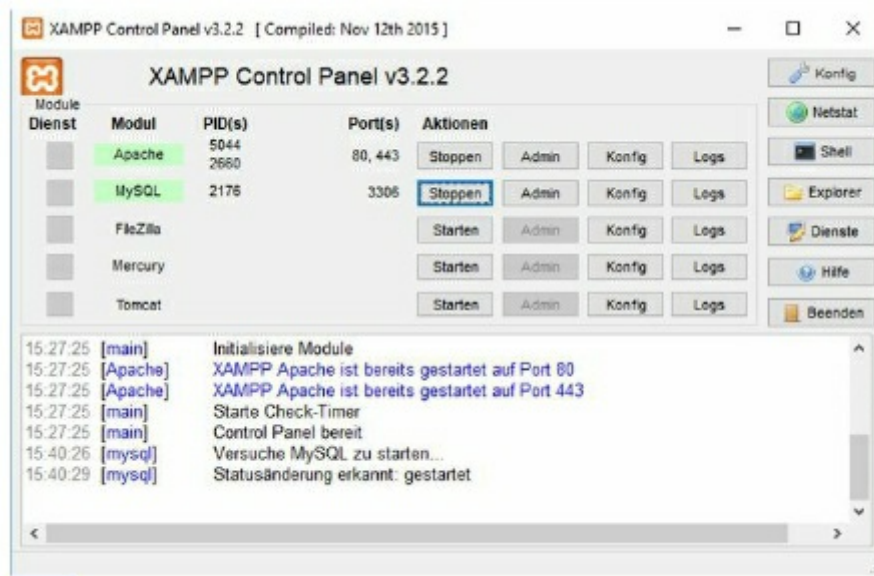 XAMPP Control Panel v3.2.2 [ Compiled: Nov 12th 2015 ]
XAMPP Control Panel v3.2.2
Konfig
Module
Dienst Modul PID(s) Port(s) Aktionen
Netstat
Apache 5044 2660 80, 443 Stoppen Admin Konfig Logs
Shell
MySQL 2176 3306 Stoppen Admin Konfig Logs
Explorer
FileZilla Starten Admin Konfig Logs
Dienste
Mercury Starten Admin Konfig Logs
Hilfe
Tomcat Starten Admin Konfig Logs
Beenden
15:27:25 [main] Initialisiere Module
15:27:25 [Apache] XAMPP Apache ist bereits gestartet auf Port 80
15:27:25 [Apache] XAMPP Apache ist bereits gestartet auf Port 443
15:27:25 [main] Starte Check-Timer
15:27:25 [main] Control Panel bereit
15:40:26 [mysql] Versuche MySQL zu starten...
15:40:29 [mysql] Statusänderung erkannt: gestartet